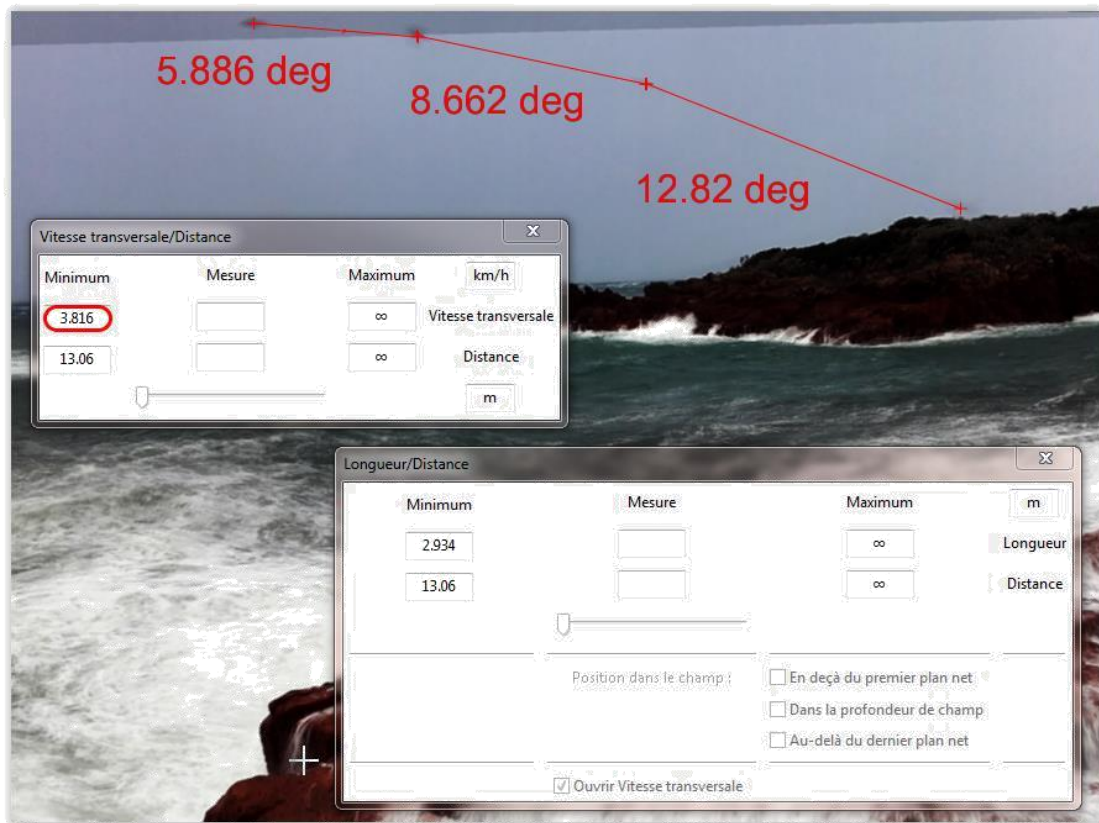 5.886 deg
8.662 deg
12.82 deg
Vitesse transversale/Distance
Minimum Mesure Maximum km/h
3.816 ∞ Vitesse transversale
13.06 ∞ Distance
m
Longueur/Distance
Minimum Mesure Maximum m
2.934 ∞ Longueur
13.06 ∞ Distance
Position dans le champ : En deçà du premier plan net
Dans la profondeur de champ
Au-delà du dernier plan net
Ouvrir Vitesse transversale